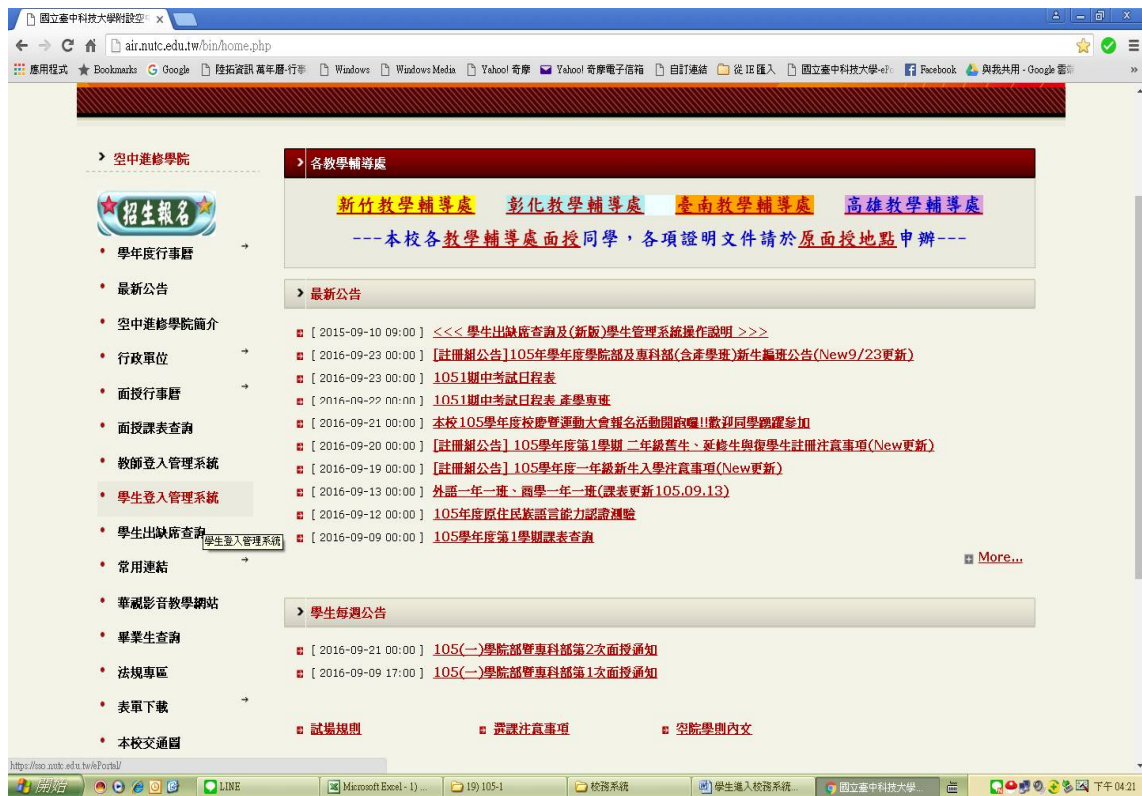 國立臺中科技大學附設空
air.nutc.edu.tw/bin/home.php
應用程式 Bookmarks Google 陸拓資訊 萬年曆-行事 Windows Windows Media Yahoo! 奇摩 Yahoo! 奇摩電子信箱 自訂連結 從 IE 匯入 國立臺中科技大學-ePo Facebook 與我共用 - Google 雲端 »
空中進修學院
招生報名
學年度行事曆
最新公告
空中進修學院簡介
行政單位
面授行事曆
面授課表查詢
教師登入管理系統
學生登入管理系統
學生出缺席查詢
學生登入管理系統
常用連結
華視影音教學網站
畢業生查詢
法規專區
表單下載
本校交通圖
各教學輔導處
新竹教學輔導處 彰化教學輔導處 臺南教學輔導處 高雄教學輔導處
---本校各教學輔導處面授同學，各項證明文件請於原面授地點申辦---
最新公告
[ 2015-09-10 09:00 ] <<< 學生出缺席查詢及(新版)學生管理系統操作說明 >>>
[ 2016-09-23 00:00 ] [註冊組公告]105年學年度學院部及專科部(含產學班)新生編班公告(New9/23更新)
[ 2016-09-23 00:00 ] 1051期中考試日程表
[ 2016-09-22 00:00 ] 1051期中考試日程表 產學專班
[ 2016-09-21 00:00 ] 本校105學年度校慶暨運動大會報名活動開跑囉!!歡迎同學踴躍參加
[ 2016-09-20 00:00 ] [註冊組公告] 105學年度第1學期 二年級舊生、延修生與復學生註冊注意事項(New更新)
[ 2016-09-19 00:00 ] [註冊組公告] 105學年度一年級新生入學注意事項(New更新)
[ 2016-09-13 00:00 ] 外語一年一班、商學一年一班(課表更新105.09.13)
[ 2016-09-12 00:00 ] 105年度原住民族語言能力認證測驗
[ 2016-09-09 00:00 ] 105學年度第1學期課表查詢
More...
學生每週公告
[ 2016-09-21 00:00 ] 105(一)學院部暨專科部第2次面授通知
[ 2016-09-09 17:00 ] 105(一)學院部暨專科部第1次面授通知
試場規則 選課注意事項 空院學則內文
https://sso.nutc.edu.tw/ePortal/
開始 LINE Microsoft Excel - 1) ... 19) 105-1 校務系統 學生進入校務系統... 國立臺中科技大學... 下午 04:21